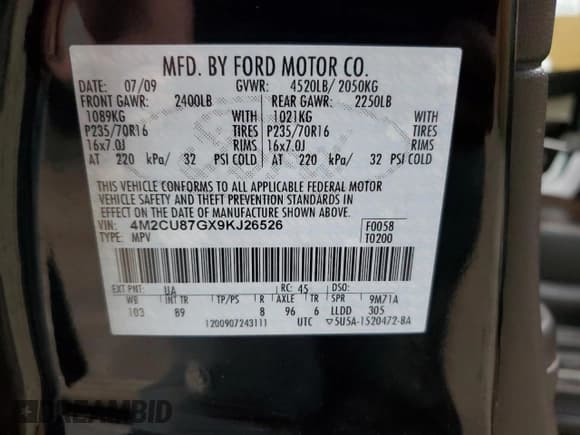 MFD. BY FORD MOTOR CO.
DATE: 07/09 GVWR: 4520LB/ 2050KG
FRONT GAWR: 2400LB REAR GAWR: 2250LB
1089KG WITH 1021KG WITH
P235/70R16 TIRES P235/70R16 TIRES
16x7.0J RIMS 16x7.0J RIMS
AT 220 kPa/ 32 PSI COLD AT 220 kPa/ 32 PSI COLD
THIS VEHICLE CONFORMS TO ALL APPLICABLE FEDERAL MOTOR
VEHICLE SAFETY AND THEFT PREVENTION STANDARDS IN
EFFECT ON THE DATE OF MANUFACTURE SHOWN ABOVE.
VIN: 4M2CU87GX9KJ26526 F0058
TYPE: MPV T0200
EXT PNT: UA RC: 45 DSO:
WB INT TR TP/PS R AXLE TR SPR 9M71A
103 89 8 96 6 LLDD 305
1200907243111 UTC ▽5U5A-1520472-BA
DREAMBID